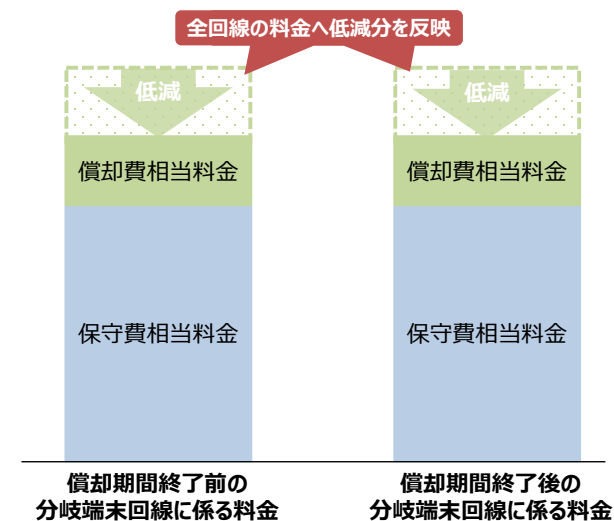 全回線の料金へ低減分を反映
低減
低減
償却費相当料金
償却費相当料金
保守費相当料金
保守費相当料金
償却期間終了前の
分岐端末回線に係る料金
償却期間終了後の
分岐端末回線に係る料金